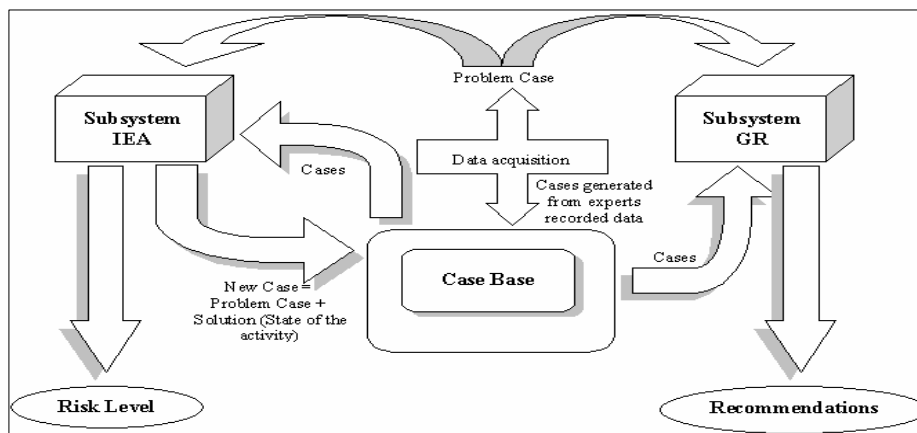 Problem Case
Subsystem
IEA
Subsystem
GR
Cases
Data acquisition
Cases generated
from experts
recorded data
Cases
Case Base
New Case =
Problem Case +
Solution (State of the
activity)
Risk Level
Recommendations